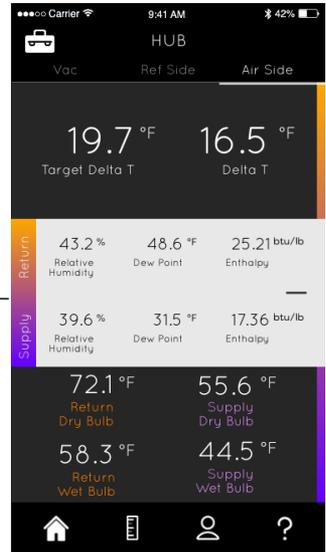 Carrier 9:41 AM 42%
HUB
Vac Ref Side Air Side
19.7 °F 16.5 °F
Target Delta T Delta T
Return
43.2 % 48.6 °F 25.21 btu/lb
Relative Humidity Dew Point Enthalpy
Supply
39.6 % 31.5 °F 17.36 btu/lb
Relative Humidity Dew Point Enthalpy
72.1 °F 55.6 °F
Return Supply
Dry Bulb Dry Bulb
58.3 °F 44.5 °F
Return Supply
Wet Bulb Wet Bulb
?